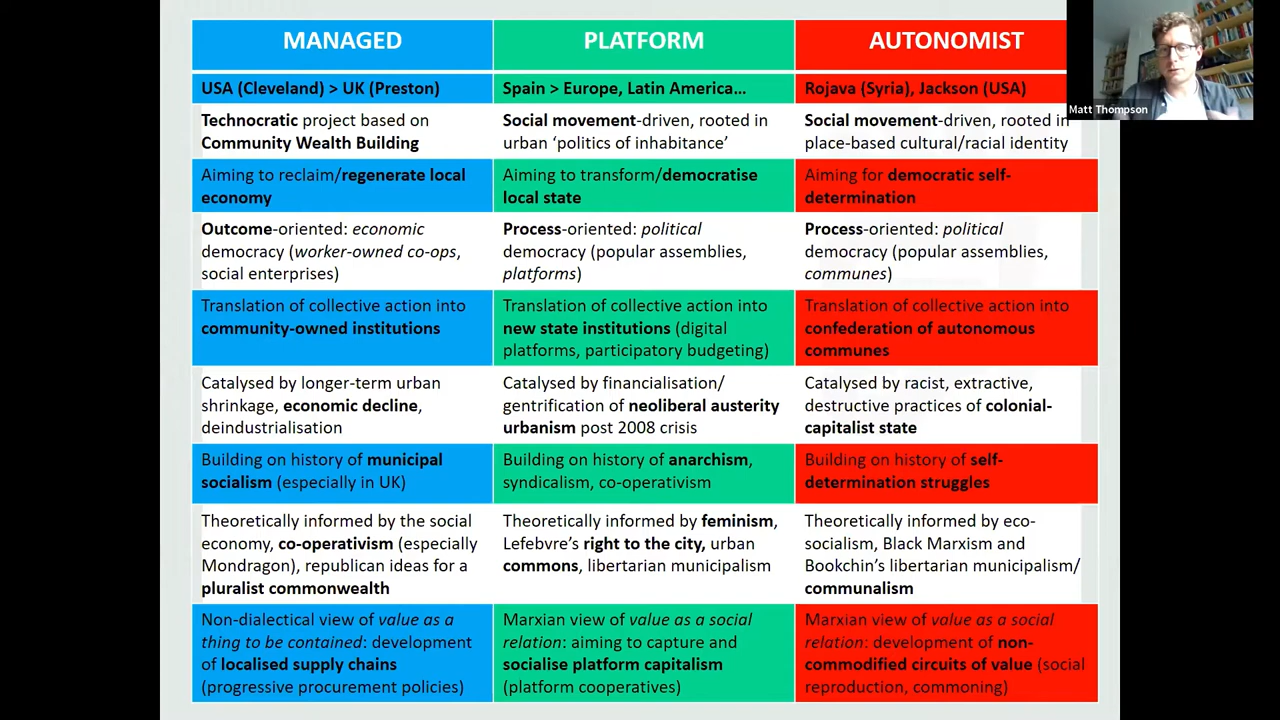 MANAGED
PLATFORM
AUTONOMIST
USA (Cleveland) > UK (Preston)
Spain > Europe, Latin America…
Rojava (Syria), Jackson (USA)
Matt Thompson
Technocratic project based on
Community Wealth Building
Social movement-driven, rooted in
urban ‘politics of inhabitance’
Social movement-driven, rooted in
place-based cultural/racial identity
Aiming to reclaim/regenerate local
economy
Aiming to transform/democratise
local state
Aiming for democratic self-
determination
Outcome-oriented: economic
democracy (worker-owned co-ops,
social enterprises)
Process-oriented: political
democracy (popular assemblies,
platforms)
Process-oriented: political
democracy (popular assemblies,
communes)
Translation of collective action into
community-owned institutions
Translation of collective action into
new state institutions (digital
platforms, participatory budgeting)
Translation of collective action into
confederation of autonomous
communes
Catalysed by longer-term urban
shrinkage, economic decline,
deindustrialisation
Catalysed by financialisation/
gentrification of neoliberal austerity
urbanism post 2008 crisis
Catalysed by racist, extractive,
destructive practices of colonial-
capitalist state
Building on history of municipal
socialism (especially in UK)
Building on history of anarchism,
syndicalism, co-operativism
Building on history of self-
determination struggles
Theoretically informed by the social
economy, co-operativism (especially
Mondragon), republican ideas for a
pluralist commonwealth
Theoretically informed by feminism,
Lefebvre’s right to the city, urban
commons, libertarian municipalism
Theoretically informed by eco-
socialism, Black Marxism and
Bookchin’s libertarian municipalism/
communalism
Non-dialectical view of value as a
thing to be contained: development
of localised supply chains
(progressive procurement policies)
Marxian view of value as a social
relation: aiming to capture and
socialise platform capitalism
(platform cooperatives)
Marxian view of value as a social
relation: development of non-
commodified circuits of value (social
reproduction, commoning)